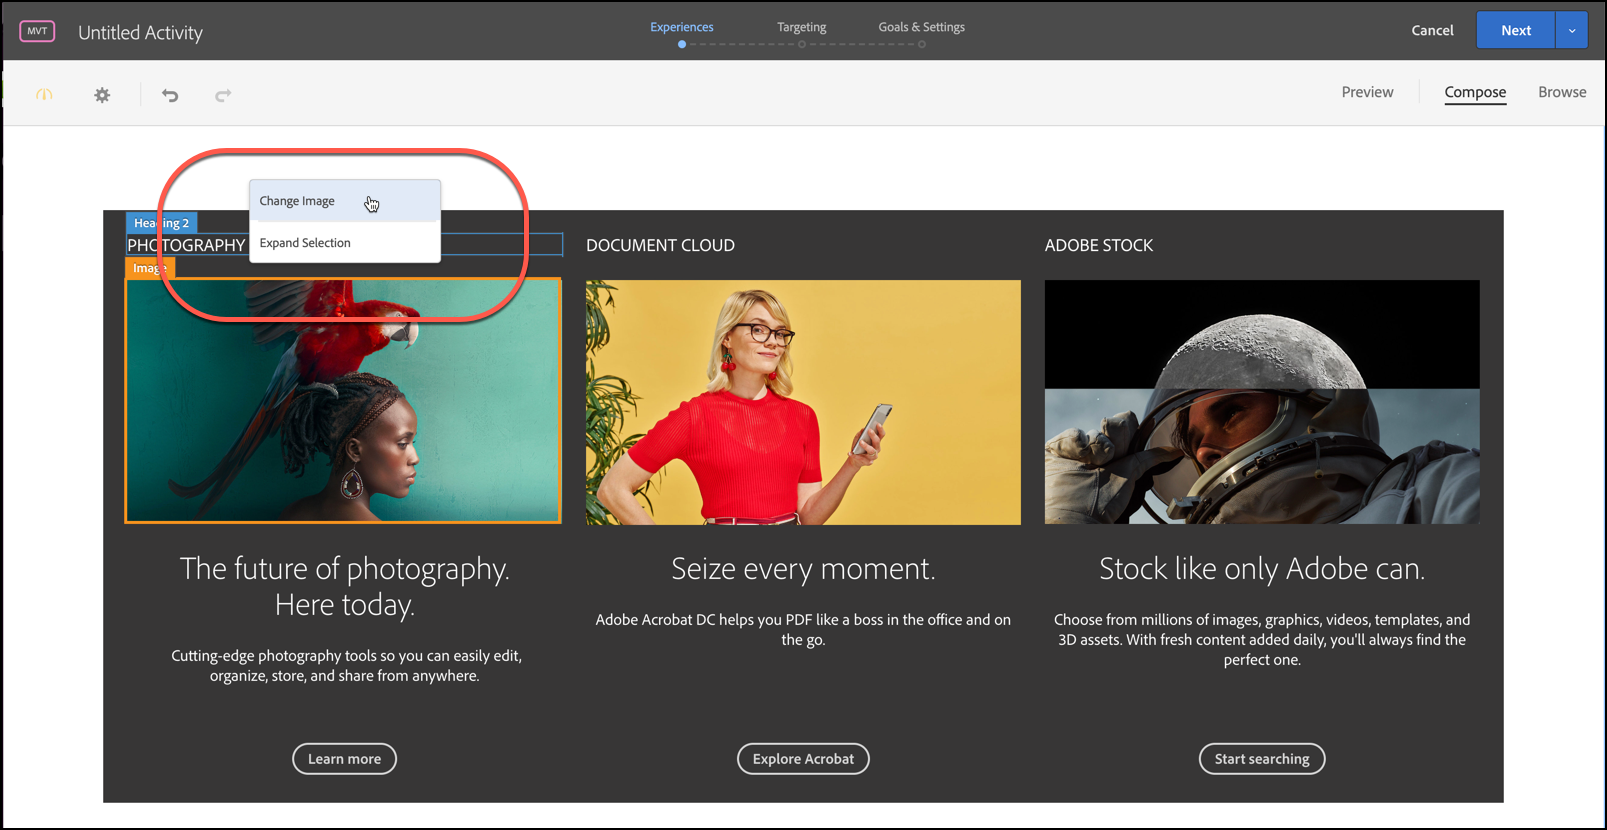 MVT
Untitled Activity
Experiences
Targeting
Goals & Settings
Cancel
Next
Preview
Compose
Browse
Change Image
Expand Selection
Heading 2
PHOTOGRAPHY
Image
The future of photography.
Here today.
Cutting-edge photography tools so you can easily edit,
organize, store, and share from anywhere.
Learn more
DOCUMENT CLOUD
Seize every moment.
Adobe Acrobat DC helps you PDF like a boss in the office and on
the go.
Explore Acrobat
ADOBE STOCK
Stock like only Adobe can.
Choose from millions of images, graphics, videos, templates, and
3D assets. With fresh content added daily, you'll always find the
perfect one.
Start searching